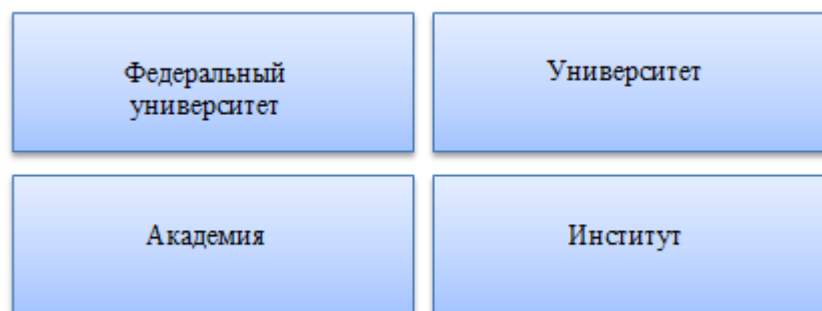 Федеральный
университет
Университет
Академия
Институт